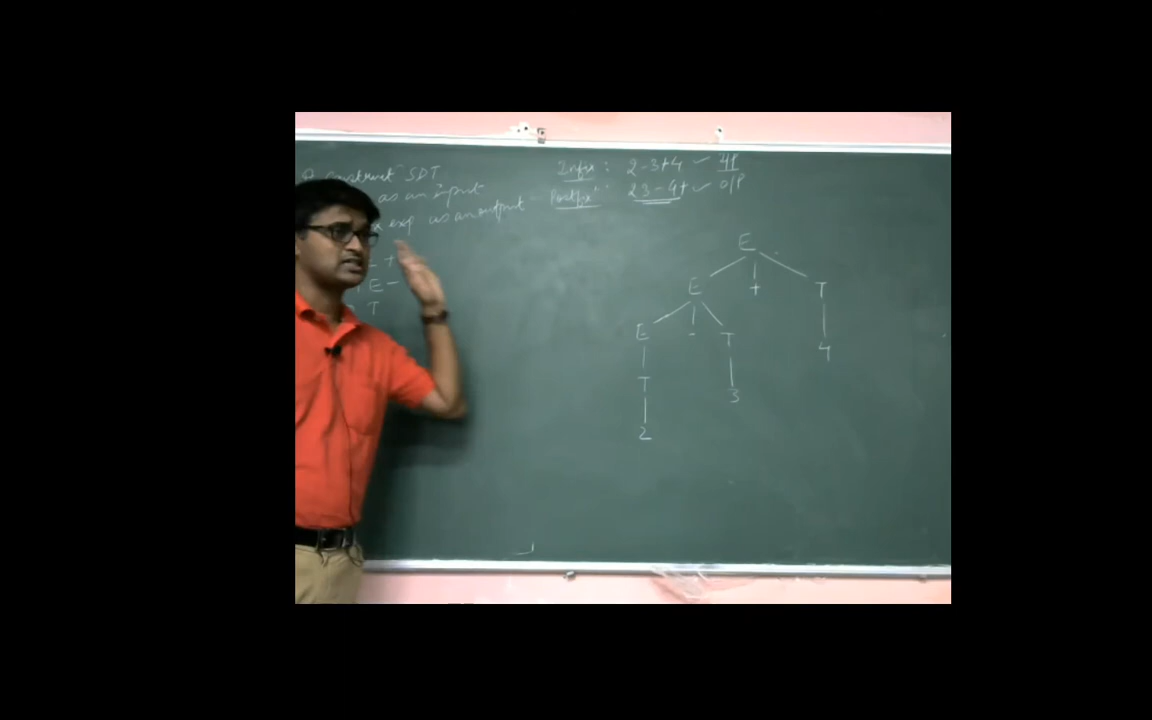 Construct SDT
as an input
exp as an output
E +
E -
T
Infix : 2-3+4 ✓ I/P
Postfix : 23-4+ ✓ O/P
E
E + T
E - T 4
T 3
2